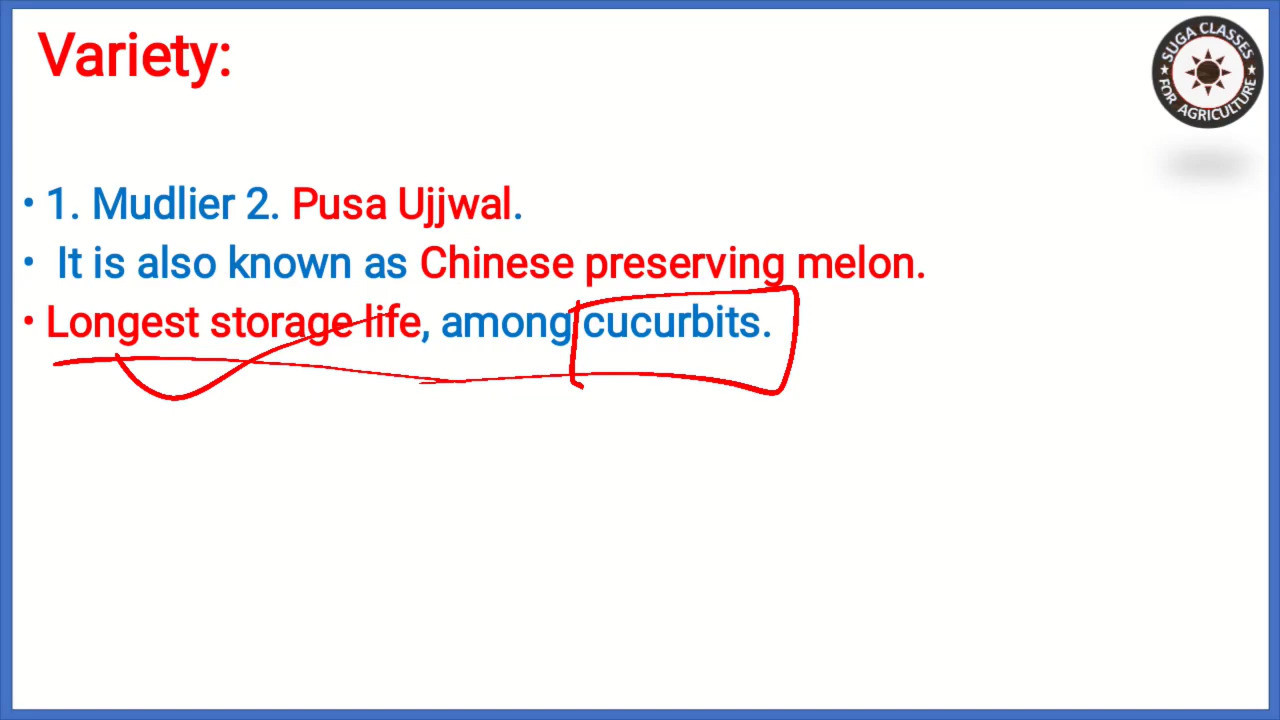 Variety:
SUGA CLASSES
FOR AGRICULTURE
• 1. Mudlier 2. Pusa Ujjwal.
• It is also known as Chinese preserving melon.
• Longest storage life, among cucurbits.